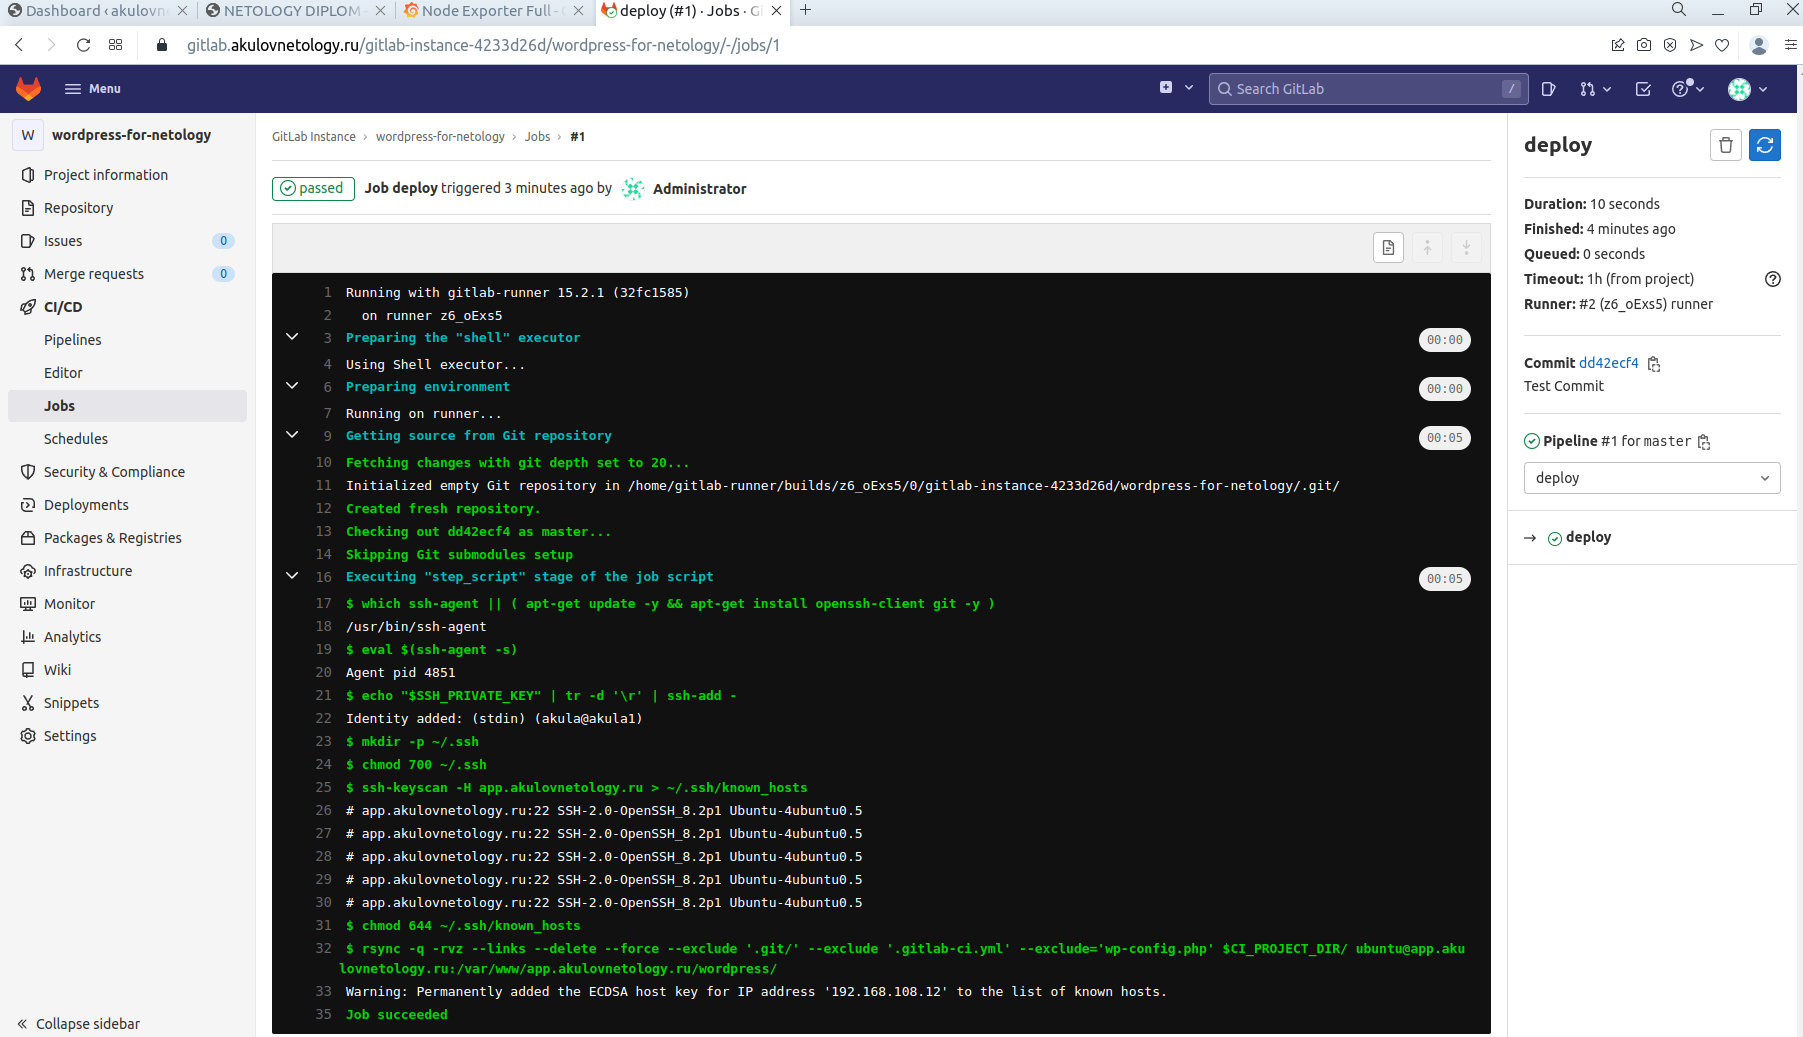 Dashboard ‹ akulovn
NETOLOGY DIPLOM
Node Exporter Full -
deploy (#1) · Jobs · Gi
gitlab.akulovnetology.ru/gitlab-instance-4233d26d/wordpress-for-netology/-/jobs/1
Menu
Search GitLab
/
W wordpress-for-netology
Project information
Repository
Issues 0
Merge requests 0
CI/CD
Pipelines
Editor
Jobs
Schedules
Security & Compliance
Deployments
Packages & Registries
Infrastructure
Monitor
Analytics
Wiki
Snippets
Settings
« Collapse sidebar
GitLab Instance › wordpress-for-netology › Jobs › #1
passed Job deploy triggered 3 minutes ago by Administrator
1 Running with gitlab-runner 15.2.1 (32fc1585)
2 on runner z6_oExs5
3 Preparing the "shell" executor 00:00
4 Using Shell executor...
6 Preparing environment 00:00
7 Running on runner...
9 Getting source from Git repository 00:05
10 Fetching changes with git depth set to 20...
11 Initialized empty Git repository in /home/gitlab-runner/builds/z6_oExs5/0/gitlab-instance-4233d26d/wordpress-for-netology/.git/
12 Created fresh repository.
13 Checking out dd42ecf4 as master...
14 Skipping Git submodules setup
16 Executing "step_script" stage of the job script 00:05
17 $ which ssh-agent || ( apt-get update -y && apt-get install openssh-client git -y )
18 /usr/bin/ssh-agent
19 $ eval $(ssh-agent -s)
20 Agent pid 4851
21 $ echo "$SSH_PRIVATE_KEY" | tr -d '\r' | ssh-add -
22 Identity added: (stdin) (akula@akula1)
23 $ mkdir -p ~/.ssh
24 $ chmod 700 ~/.ssh
25 $ ssh-keyscan -H app.akulovnetology.ru > ~/.ssh/known_hosts
26 # app.akulovnetology.ru:22 SSH-2.0-OpenSSH_8.2p1 Ubuntu-4ubuntu0.5
27 # app.akulovnetology.ru:22 SSH-2.0-OpenSSH_8.2p1 Ubuntu-4ubuntu0.5
28 # app.akulovnetology.ru:22 SSH-2.0-OpenSSH_8.2p1 Ubuntu-4ubuntu0.5
29 # app.akulovnetology.ru:22 SSH-2.0-OpenSSH_8.2p1 Ubuntu-4ubuntu0.5
30 # app.akulovnetology.ru:22 SSH-2.0-OpenSSH_8.2p1 Ubuntu-4ubuntu0.5
31 $ chmod 644 ~/.ssh/known_hosts
32 $ rsync -q -rvz --links --delete --force --exclude '.git/' --exclude '.gitlab-ci.yml' --exclude='wp-config.php' $CI_PROJECT_DIR/ ubuntu@app.aku
lovnetology.ru:/var/www/app.akulovnetology.ru/wordpress/
33 Warning: Permanently added the ECDSA host key for IP address '192.168.108.12' to the list of known hosts.
35 Job succeeded
deploy
Duration: 10 seconds
Finished: 4 minutes ago
Queued: 0 seconds
Timeout: 1h (from project)
Runner: #2 (z6_oExs5) runner
Commit dd42ecf4
Test Commit
Pipeline #1 for master
deploy
→ deploy